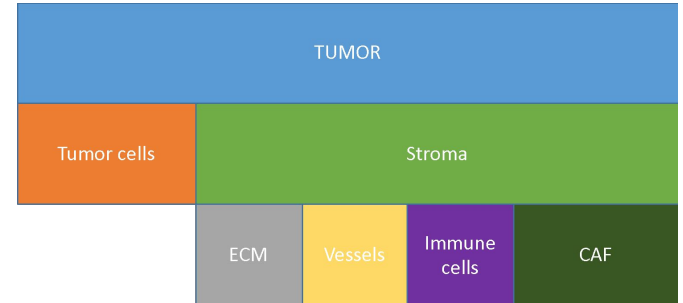 TUMOR
Tumor cells
Stroma
ECM
Vessels
Immune
cells
CAF